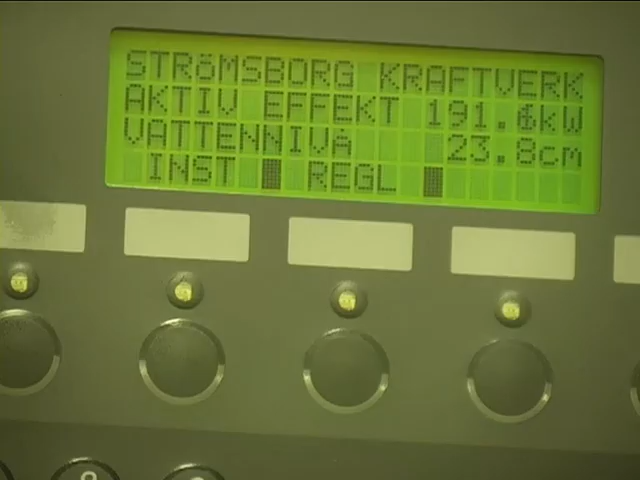 STRÖMSBORG KRAFTVERK
AKTIV EFFEKT
VATTENNIVÅ 23.8cm
INST REGL